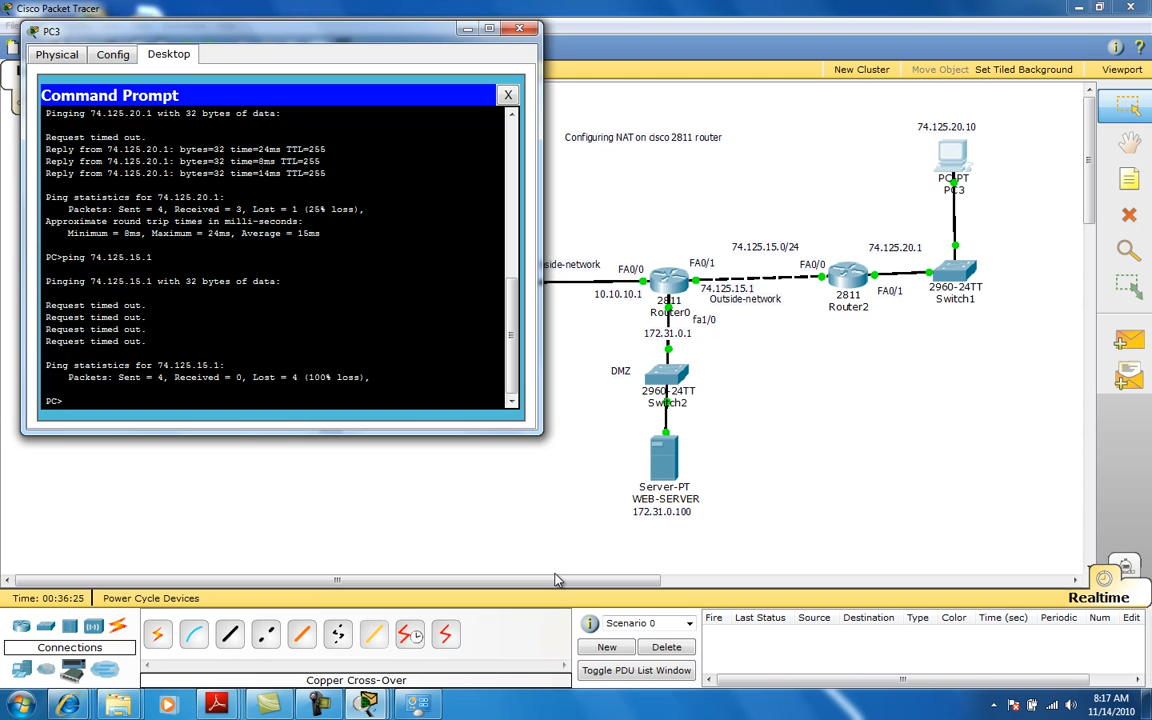 Cisco Packet Tracer
PC3
Physical
Config
Desktop
Command Prompt
X
Pinging 74.125.20.1 with 32 bytes of data:
Request timed out.
Reply from 74.125.20.1: bytes=32 time=24ms TTL=255
Reply from 74.125.20.1: bytes=32 time=8ms TTL=255
Reply from 74.125.20.1: bytes=32 time=14ms TTL=255
Ping statistics for 74.125.20.1:
Packets: Sent = 4, Received = 3, Lost = 1 (25% loss),
Approximate round trip times in milli-seconds:
Minimum = 8ms, Maximum = 24ms, Average = 15ms
PC>ping 74.125.15.1
Pinging 74.125.15.1 with 32 bytes of data:
Request timed out.
Request timed out.
Request timed out.
Request timed out.
Ping statistics for 74.125.15.1:
Packets: Sent = 4, Received = 0, Lost = 4 (100% loss),
PC>
New Cluster
Move Object
Set Tiled Background
Viewport
Configuring NAT on cisco 2811 router
74.125.20.10
PC-PT
PC3
74.125.15.0/24
74.125.20.1
side-network
FA0/0
FA0/1
FA0/0
10.10.10.1
74.125.15.1
Outside-network
FA0/1
2811
Router0
2811
Router2
2960-24TT
Switch1
fa1/0
172.31.0.1
DMZ
2960-24TT
Switch2
Server-PT
WEB-SERVER
172.31.0.100
Time: 00:36:25
Power Cycle Devices
Realtime
Connections
Copper Cross-Over
Scenario 0
New
Delete
Toggle PDU List Window
Fire
Last Status
Source
Destination
Type
Color
Time (sec)
Periodic
Num
Edit
8:17 AM
11/14/2010